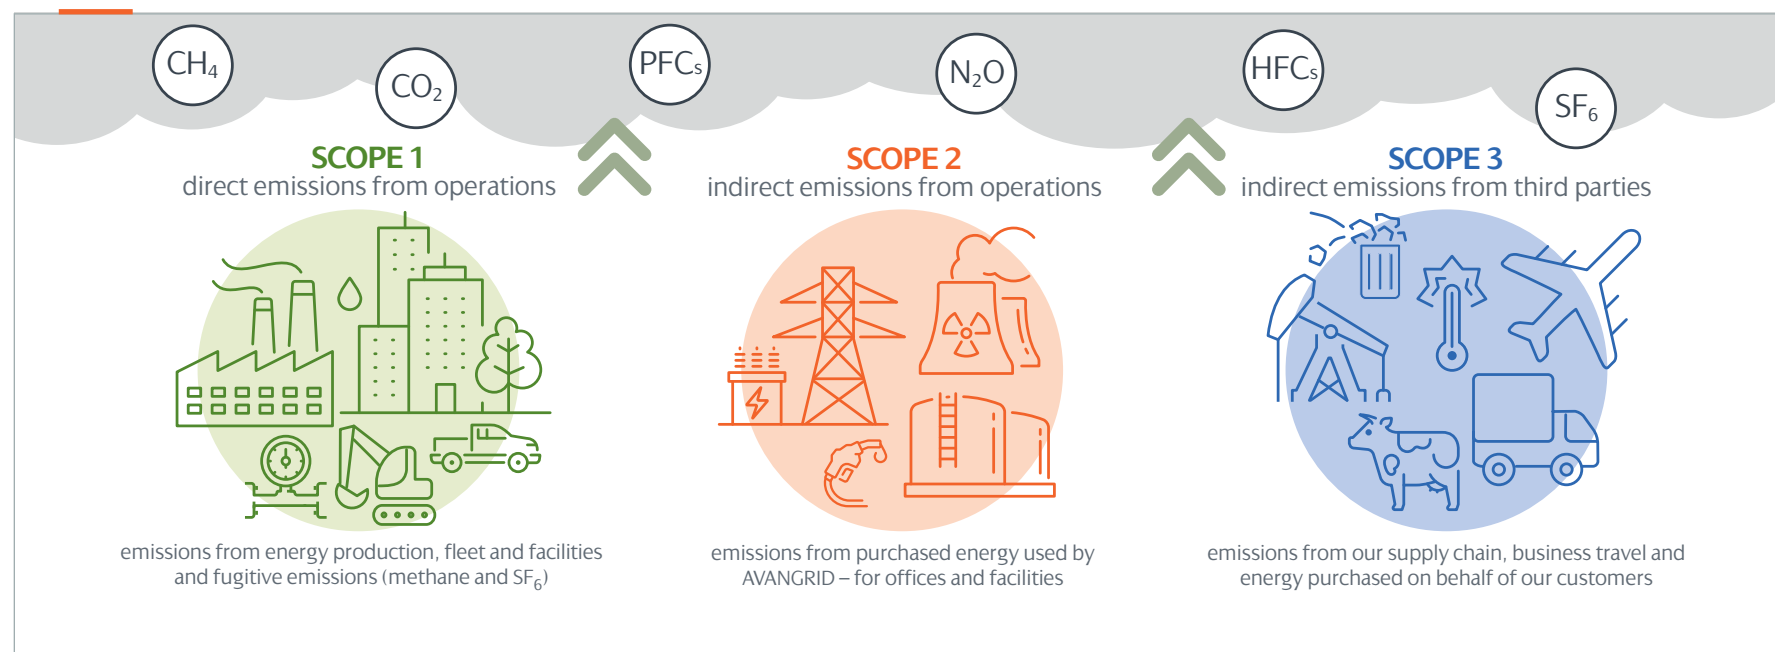 CH₄
CO₂
PFCs
N₂O
HFCs
SF₆
SCOPE 1
direct emissions from operations
emissions from energy production, fleet and facilities
and fugitive emissions (methane and SF₆)
SCOPE 2
indirect emissions from operations
emissions from purchased energy used by
AVANGRID – for offices and facilities
SCOPE 3
indirect emissions from third parties
emissions from our supply chain, business travel and
energy purchased on behalf of our customers